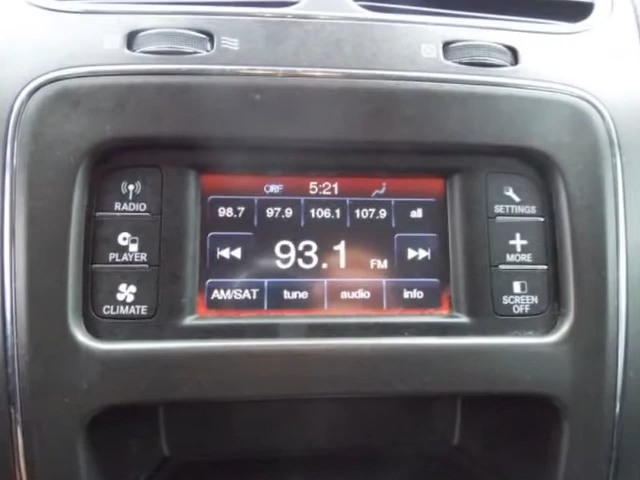 RADIO
PLAYER
CLIMATE
5:21
98.7 97.9 106.1 107.9 all
93.1 FM
AM/SAT tune audio info
SETTINGS
MORE
SCREEN
OFF